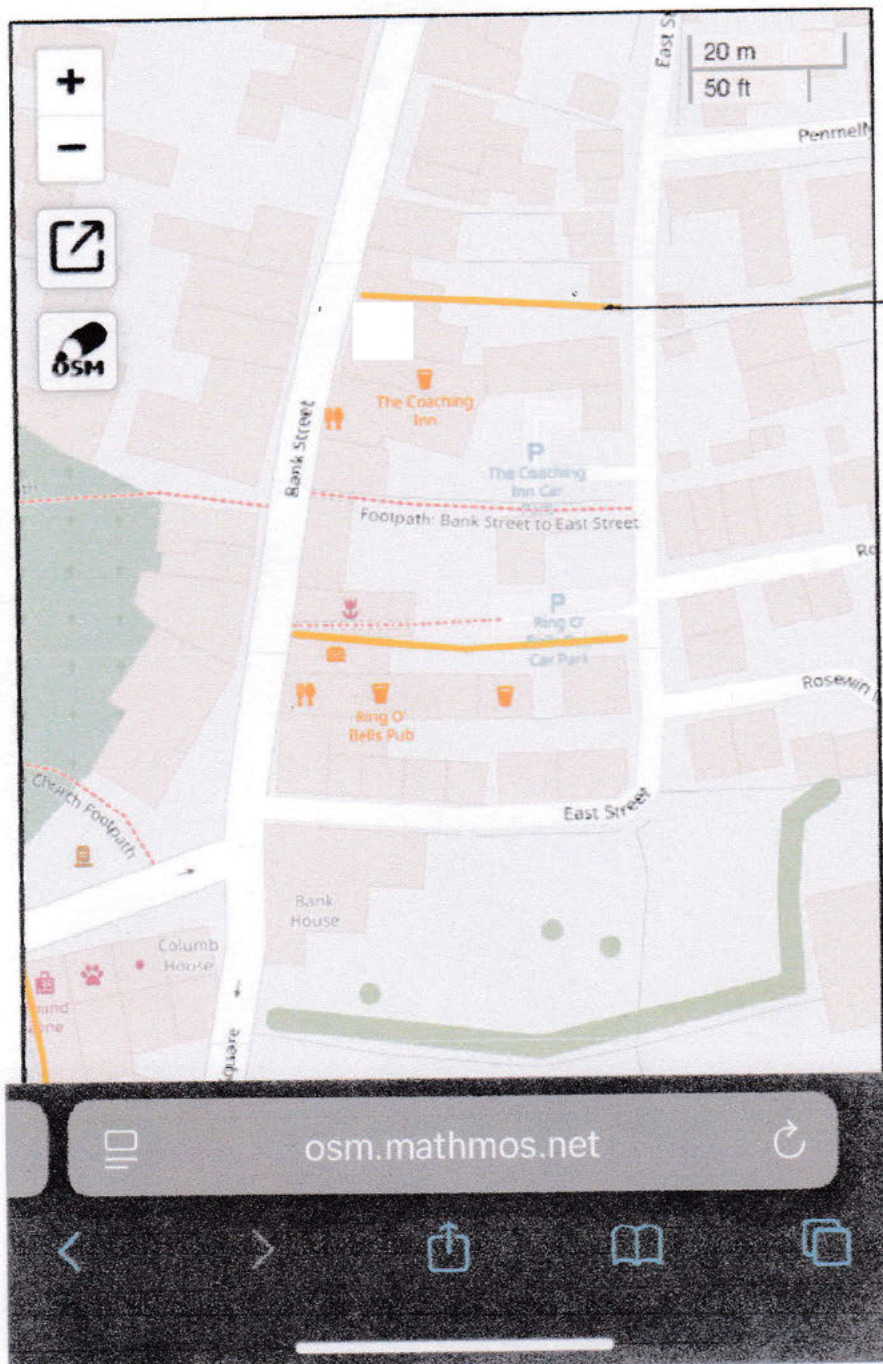 +
East St
20 m
50 ft
−
Penmell
OSM
The Coaching
Inn
Bank Street
P
The Coaching
Inn Car
Footpath: Bank Street to East Street
P
Ring O'
Car Park
Ring O'
Bells Pub
Rosewin
East Street
Church Footpath
Bank
House
Columb
House
quare
osm.mathmos.net